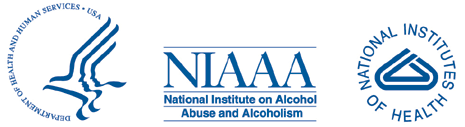 DEPARTMENT OF HEALTH AND HUMAN SERVICES • USA
NIAAA
National Institute on Alcohol
Abuse and Alcoholism
NATIONAL INSTITUTES
OF HEALTH